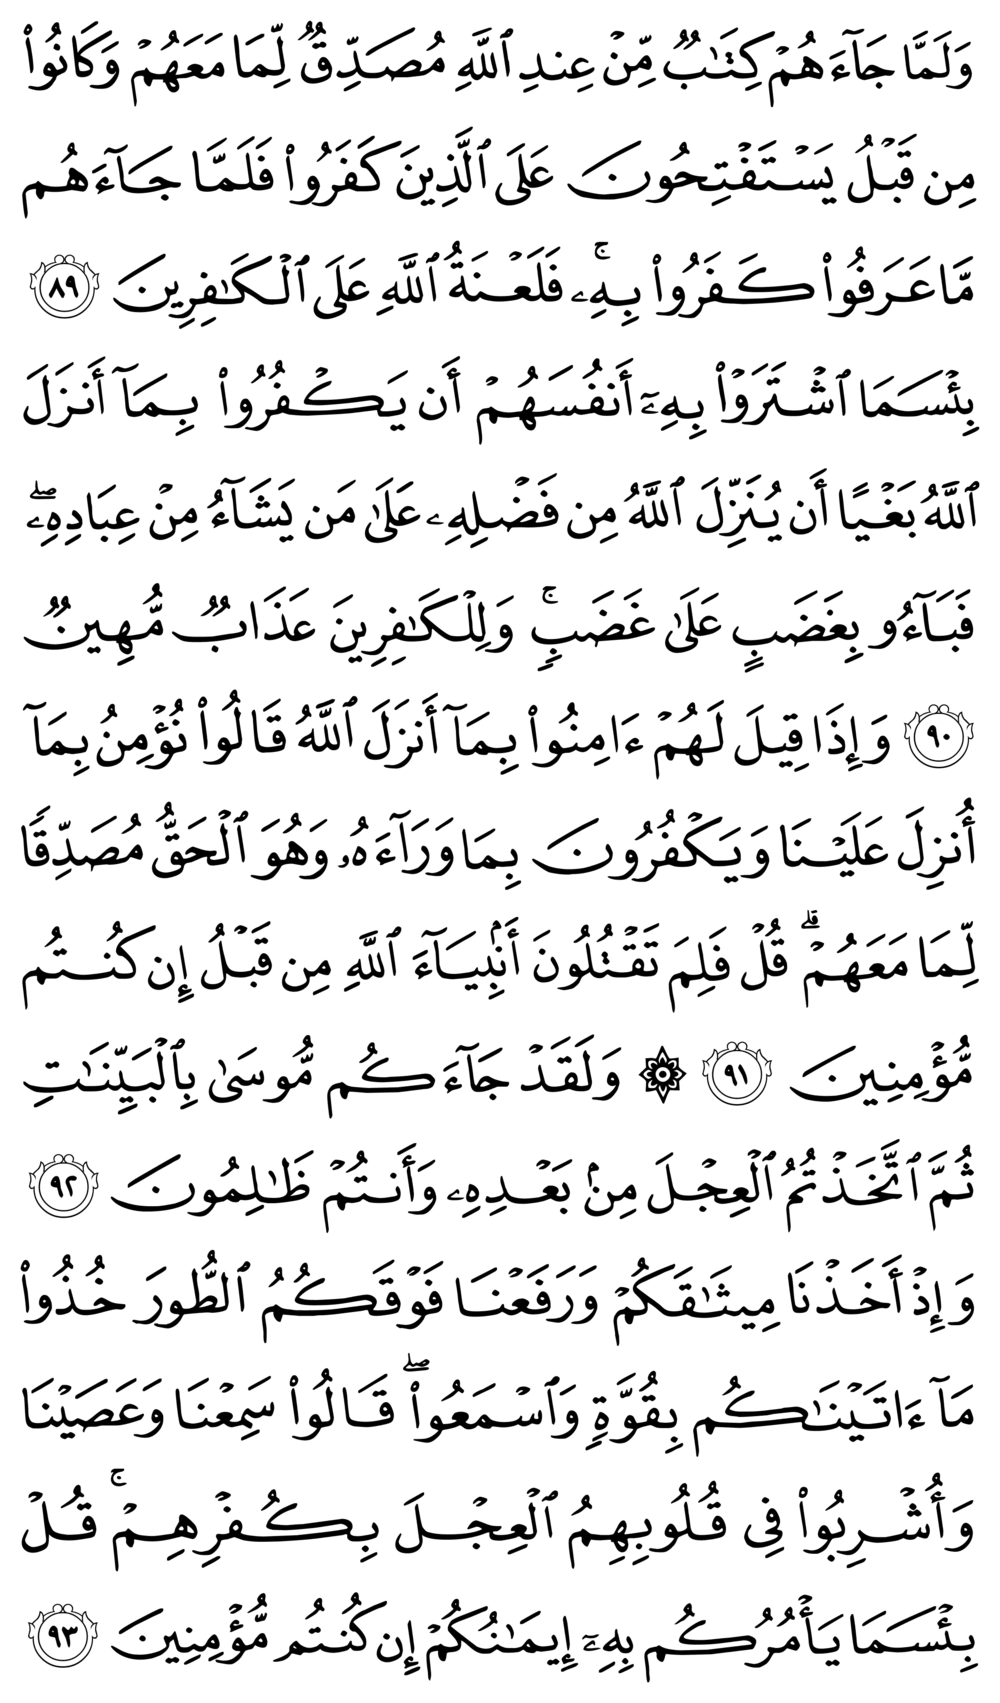 وَلَمَّا جَآءَهُمْ كِتَٰبٌ مِّنْ عِندِ ٱللَّهِ مُصَدِّقٌ لِّمَا مَعَهُمْ وَكَانُوا۟
مِن قَبْلُ يَسْتَفْتِحُونَ عَلَى ٱلَّذِينَ كَفَرُوا۟ فَلَمَّا جَآءَهُم
مَّا عَرَفُوا۟ كَفَرُوا۟ بِهِۦ ۚ فَلَعْنَةُ ٱللَّهِ عَلَى ٱلْكَٰفِرِينَ ٨٩
بِئْسَمَا ٱشْتَرَوْا۟ بِهِۦٓ أَنفُسَهُمْ أَن يَكْفُرُوا۟ بِمَآ أَنزَلَ
ٱللَّهُ بَغْيًا أَن يُنَزِّلَ ٱللَّهُ مِن فَضْلِهِۦ عَلَىٰ مَن يَشَآءُ مِنْ عِبَادِهِۦ ۖ
فَبَآءُو بِغَضَبٍ عَلَىٰ غَضَبٍ ۚ وَلِلْكَٰفِرِينَ عَذَابٌ مُّهِينٌ
٩٠ وَإِذَا قِيلَ لَهُمْ ءَامِنُوا۟ بِمَآ أَنزَلَ ٱللَّهُ قَالُوا۟ نُؤْمِنُ بِمَآ
أُنزِلَ عَلَيْنَا وَيَكْفُرُونَ بِمَا وَرَآءَهُۥ وَهُوَ ٱلْحَقُّ مُصَدِّقًا
لِّمَا مَعَهُمْ ۗ قُلْ فَلِمَ تَقْتُلُونَ أَنۢبِيَآءَ ٱللَّهِ مِن قَبْلُ إِن كُنتُم
مُّؤْمِنِينَ ٩١ ۞ وَلَقَدْ جَآءَكُم مُّوسَىٰ بِٱلْبَيِّنَٰتِ
ثُمَّ ٱتَّخَذْتُمُ ٱلْعِجْلَ مِنۢ بَعْدِهِۦ وَأَنتُمْ ظَٰلِمُونَ ٩٢
وَإِذْ أَخَذْنَا مِيثَٰقَكُمْ وَرَفَعْنَا فَوْقَكُمُ ٱلطُّورَ خُذُوا۟
مَآ ءَاتَيْنَٰكُم بِقُوَّةٍ وَٱسْمَعُوا۟ ۖ قَالُوا۟ سَمِعْنَا وَعَصَيْنَا
وَأُشْرِبُوا۟ فِى قُلُوبِهِمُ ٱلْعِجْلَ بِكُفْرِهِمْ ۚ قُلْ
بِئْسَمَا يَأْمُرُكُم بِهِۦٓ إِيمَٰنُكُمْ إِن كُنتُم مُّؤْمِنِينَ ٩٣